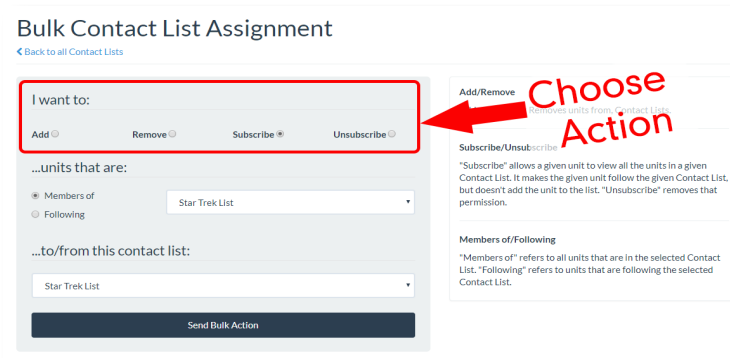 Bulk Contact List Assignment
Back to all Contact Lists
I want to:
Add
Remove
Subscribe
Unsubscribe
...units that are:
Members of
Following
Star Trek List
...to/from this contact list:
Star Trek List
Send Bulk Action
Choose
Action
Add/Remove
Removes units from, Contact Lists
Subscribe/Unsubscribe
"Subscribe" allows a given unit to view all the units in a given
Contact List. It makes the given unit follow the given Contact List,
but doesn't add the unit to the list. "Unsubscribe" removes that
permission.
Members of/Following
"Members of" refers to all units that are in the selected Contact
List. "Following" refers to units that are following the selected
Contact List.